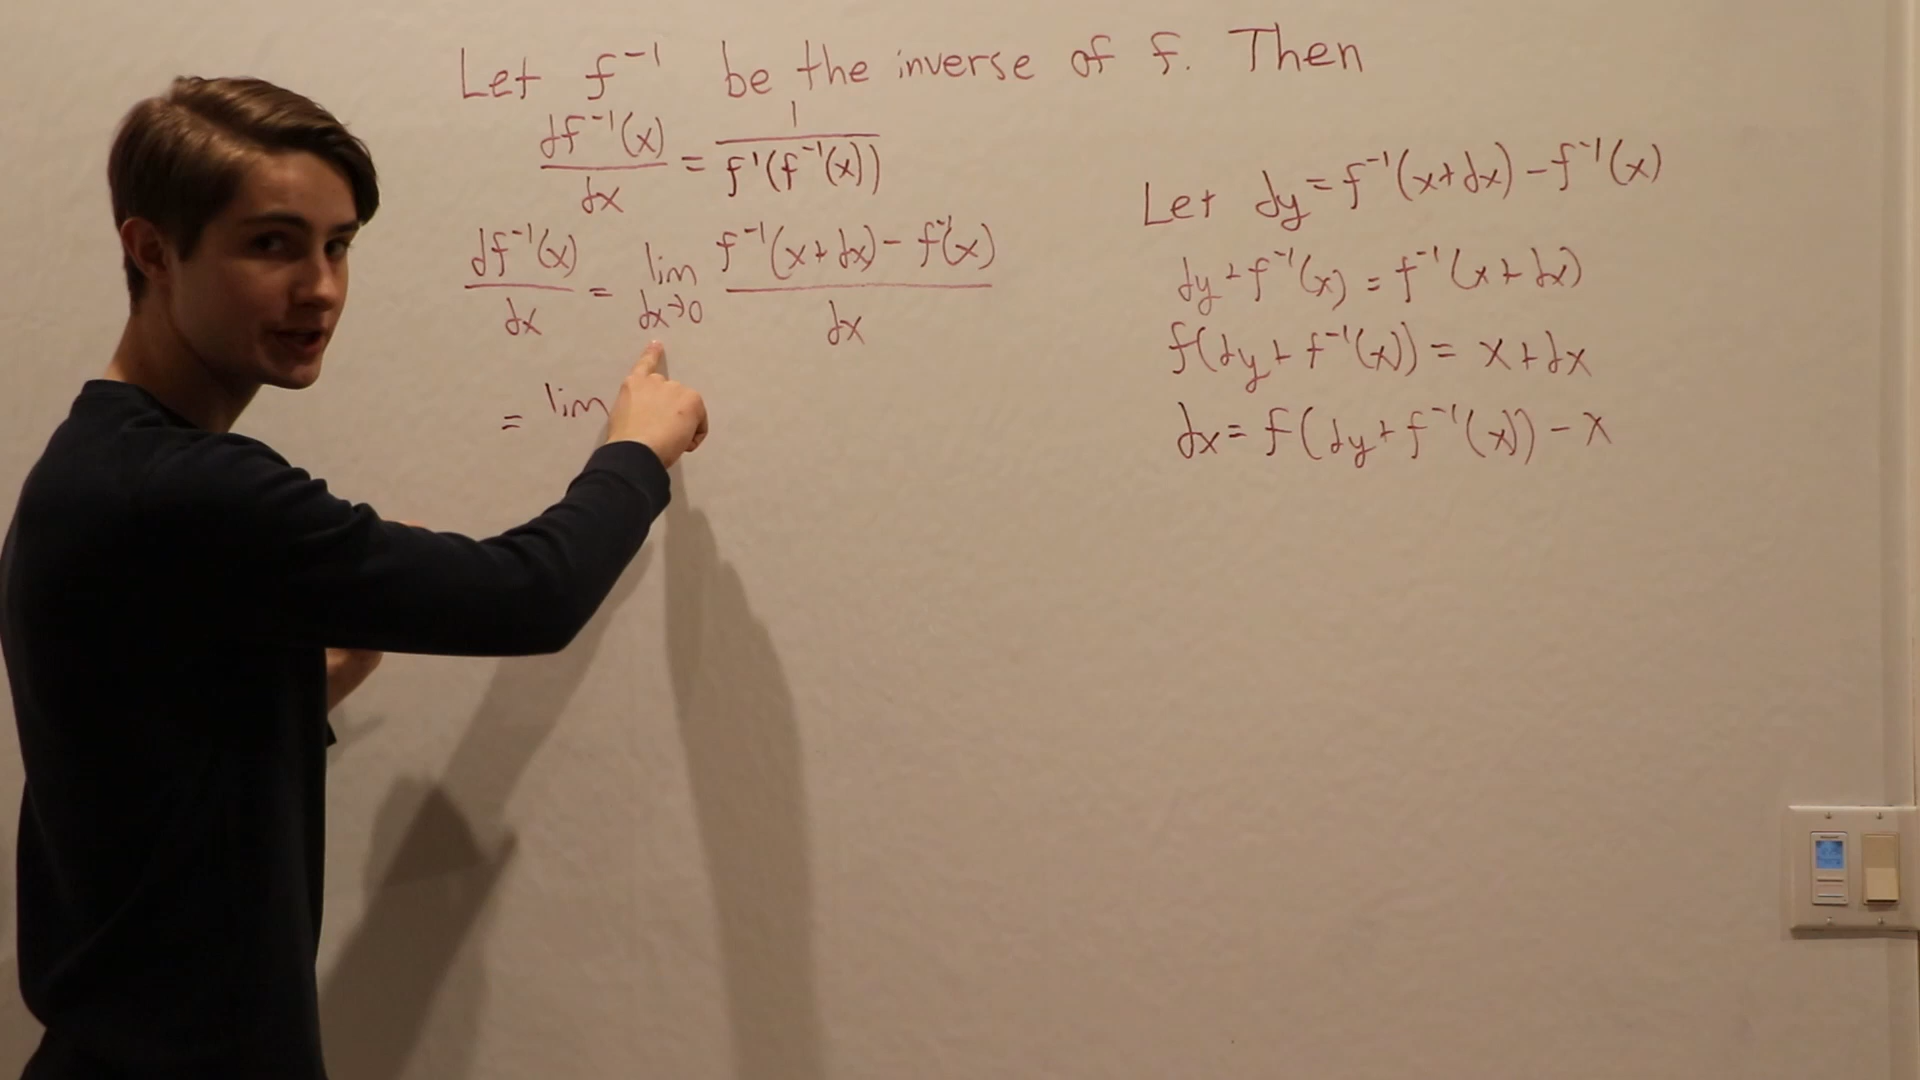 Let f⁻¹ be the inverse of f. Then
df⁻¹(x)/dx = 1/f'(f⁻¹(x))
df⁻¹(x)/dx = lim dx→0 (f⁻¹(x+dx) - f⁻¹(x))/dx
= lim
Let dy = f⁻¹(x+dx) - f⁻¹(x)
dy + f⁻¹(x) = f⁻¹(x+dx)
f(dy + f⁻¹(x)) = x + dx
dx = f(dy + f⁻¹(x)) - x